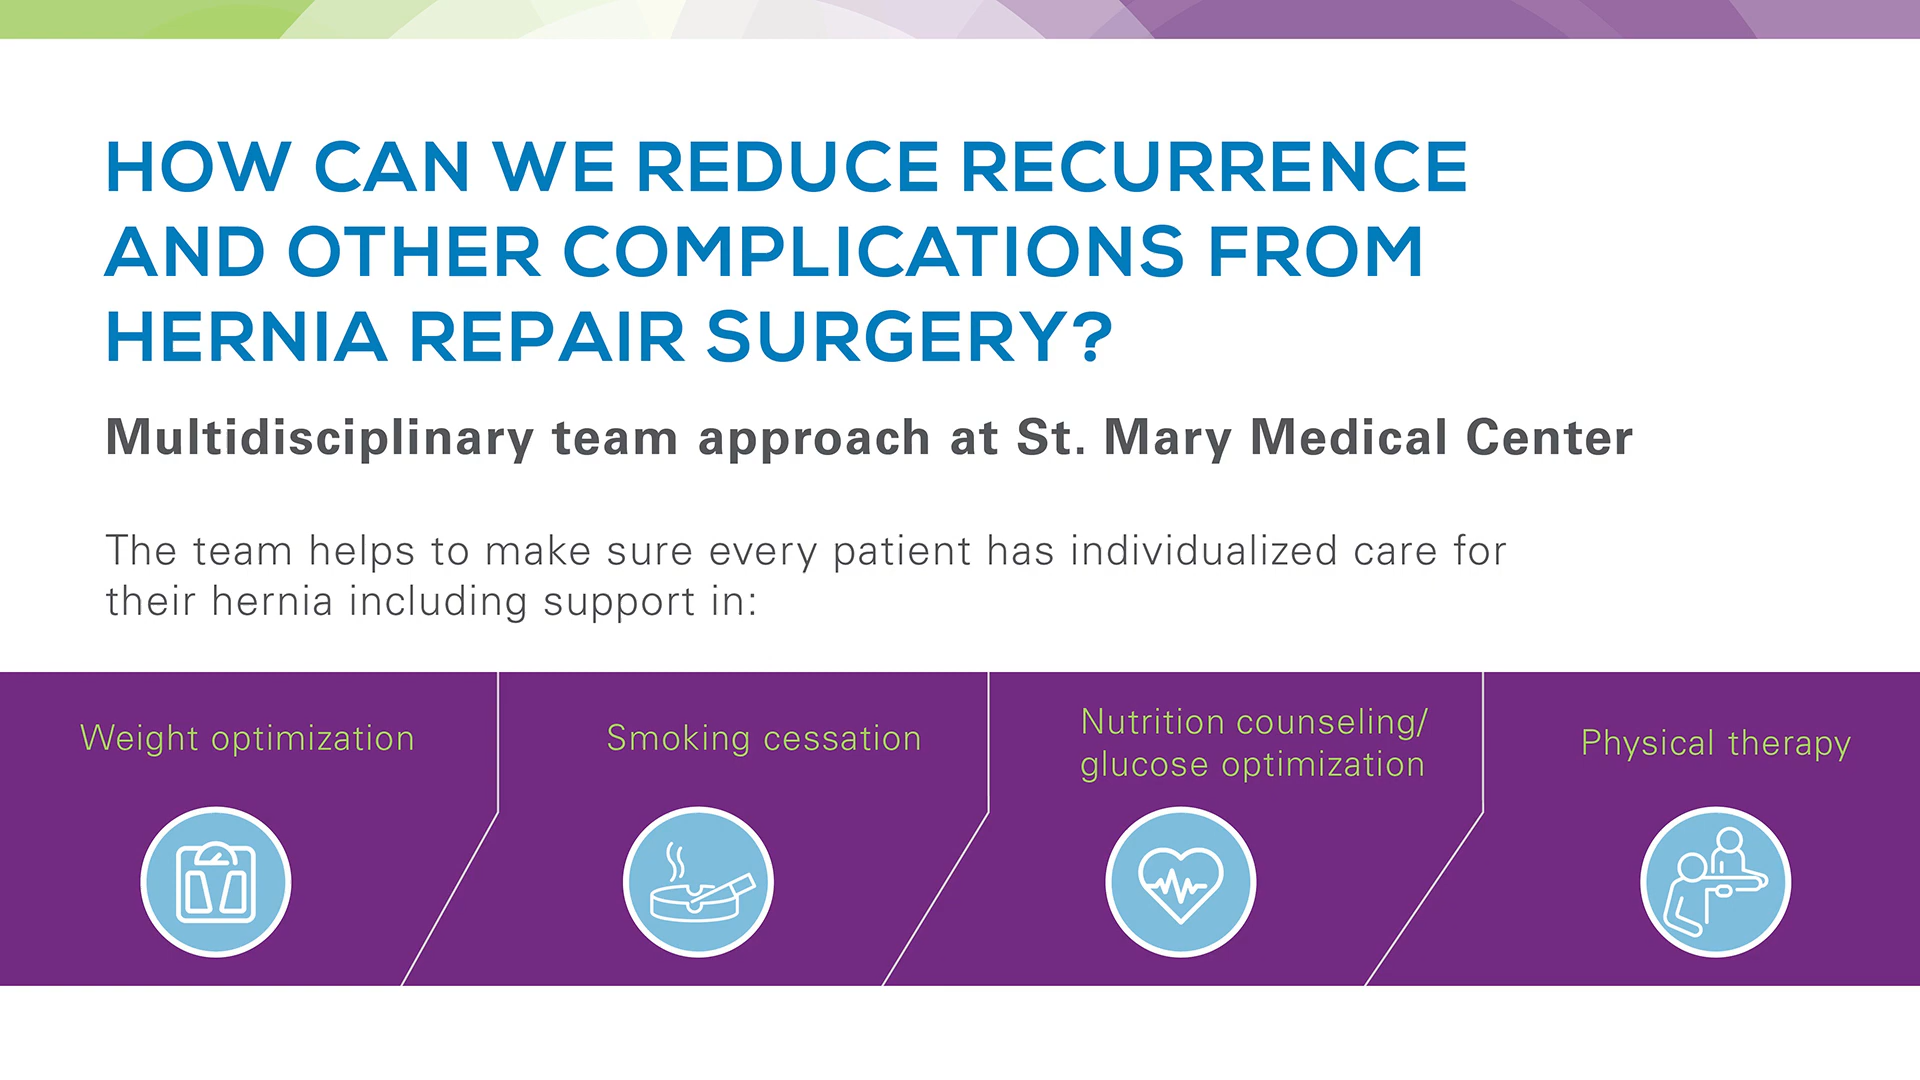 HOW CAN WE REDUCE RECURRENCE
AND OTHER COMPLICATIONS FROM
HERNIA REPAIR SURGERY?
Multidisciplinary team approach at St. Mary Medical Center
The team helps to make sure every patient has individualized care for
their hernia including support in:
Weight optimization
Smoking cessation
Nutrition counseling/
glucose optimization
Physical therapy